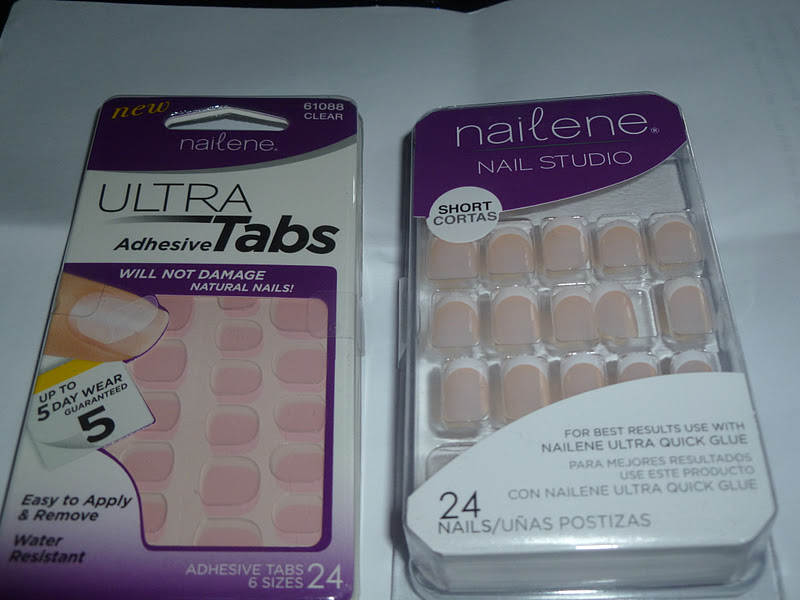 new
61088
CLEAR
nailene®
ULTRA
Adhesive Tabs
WILL NOT DAMAGE
NATURAL NAILS!
UP TO
5 DAY WEAR
GUARANTEED
5
Easy to Apply
& Remove
Water
Resistant
ADHESIVE TABS
6 SIZES 24
nailene®
NAIL STUDIO
SHORT
CORTAS
FOR BEST RESULTS USE WITH
NAILENE ULTRA QUICK GLUE
PARA MEJORES RESULTADOS
USE ESTE PRODUCTO
CON NAILENE ULTRA QUICK GLUE
24
NAILS/UÑAS POSTIZAS